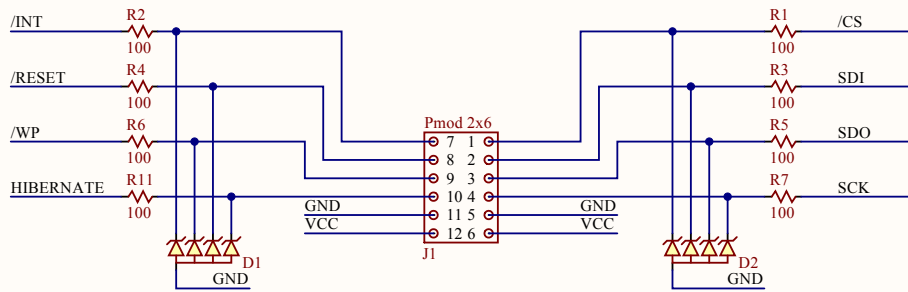 /INT R2 R1 /CS
100 100
/RESET R4 R3 SDI
100 100
/WP R6 Pmod 2x6 R5 SDO
100 7 1 100
8 2
HIBERNATE R11 9 3 R7 SCK
100 10 4 100
GND 11 5 GND
VCC 12 6 VCC
J1
D1 D2
GND GND